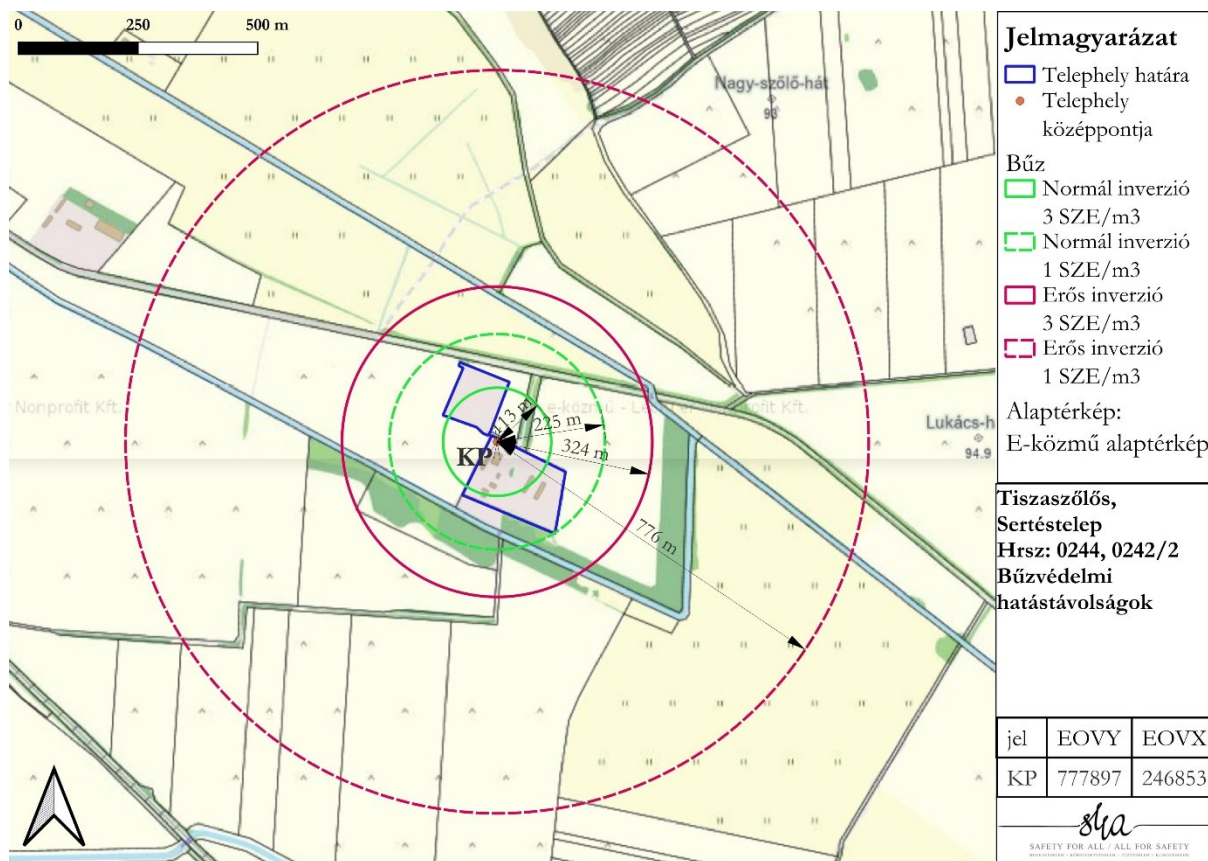 0 250 500 m
Nagy-szőlő-hát
93
Nonprofit Kft.
e-közmű - Le
profit Kft.
113 m
225 m
324 m
KP
776 m
Lukács-h
94.9
Jelmagyarázat
Telephely határa
Telephely
középpontja
Bűz
Normál inverzió
3 SZE/m3
Normál inverzió
1 SZE/m3
Erős inverzió
3 SZE/m3
Erős inverzió
1 SZE/m3
Alaptérkép:
E-közmű alaptérkép
Tiszaszőlős,
Sertéstelep
Hrsz: 0244, 0242/2
Bűzvédelmi
hatástávolságok
jel EOVY EOVX
KP 777897 246853
sha
SAFETY FOR ALL / ALL FOR SAFETY